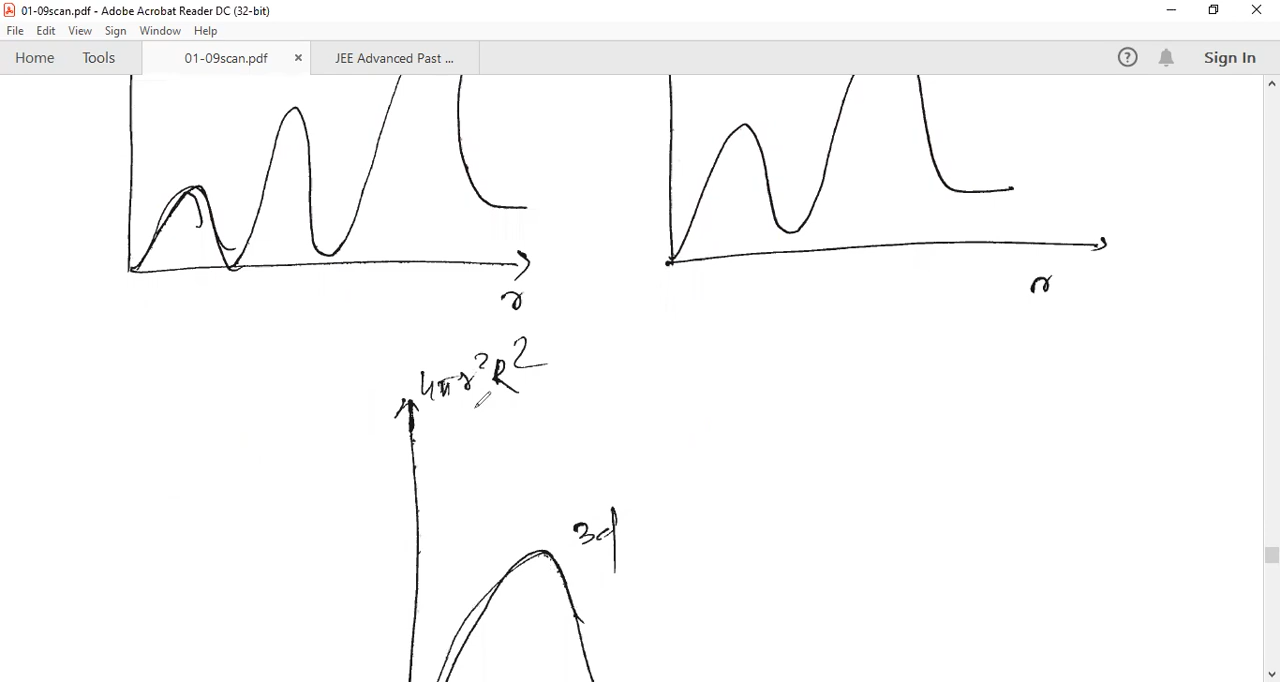 01-09scan.pdf - Adobe Acrobat Reader DC (32-bit)
File Edit View Sign Window Help
Home Tools 01-09scan.pdf × JEE Advanced Past ... ? Sign In
r
r
4πr²R²
3d